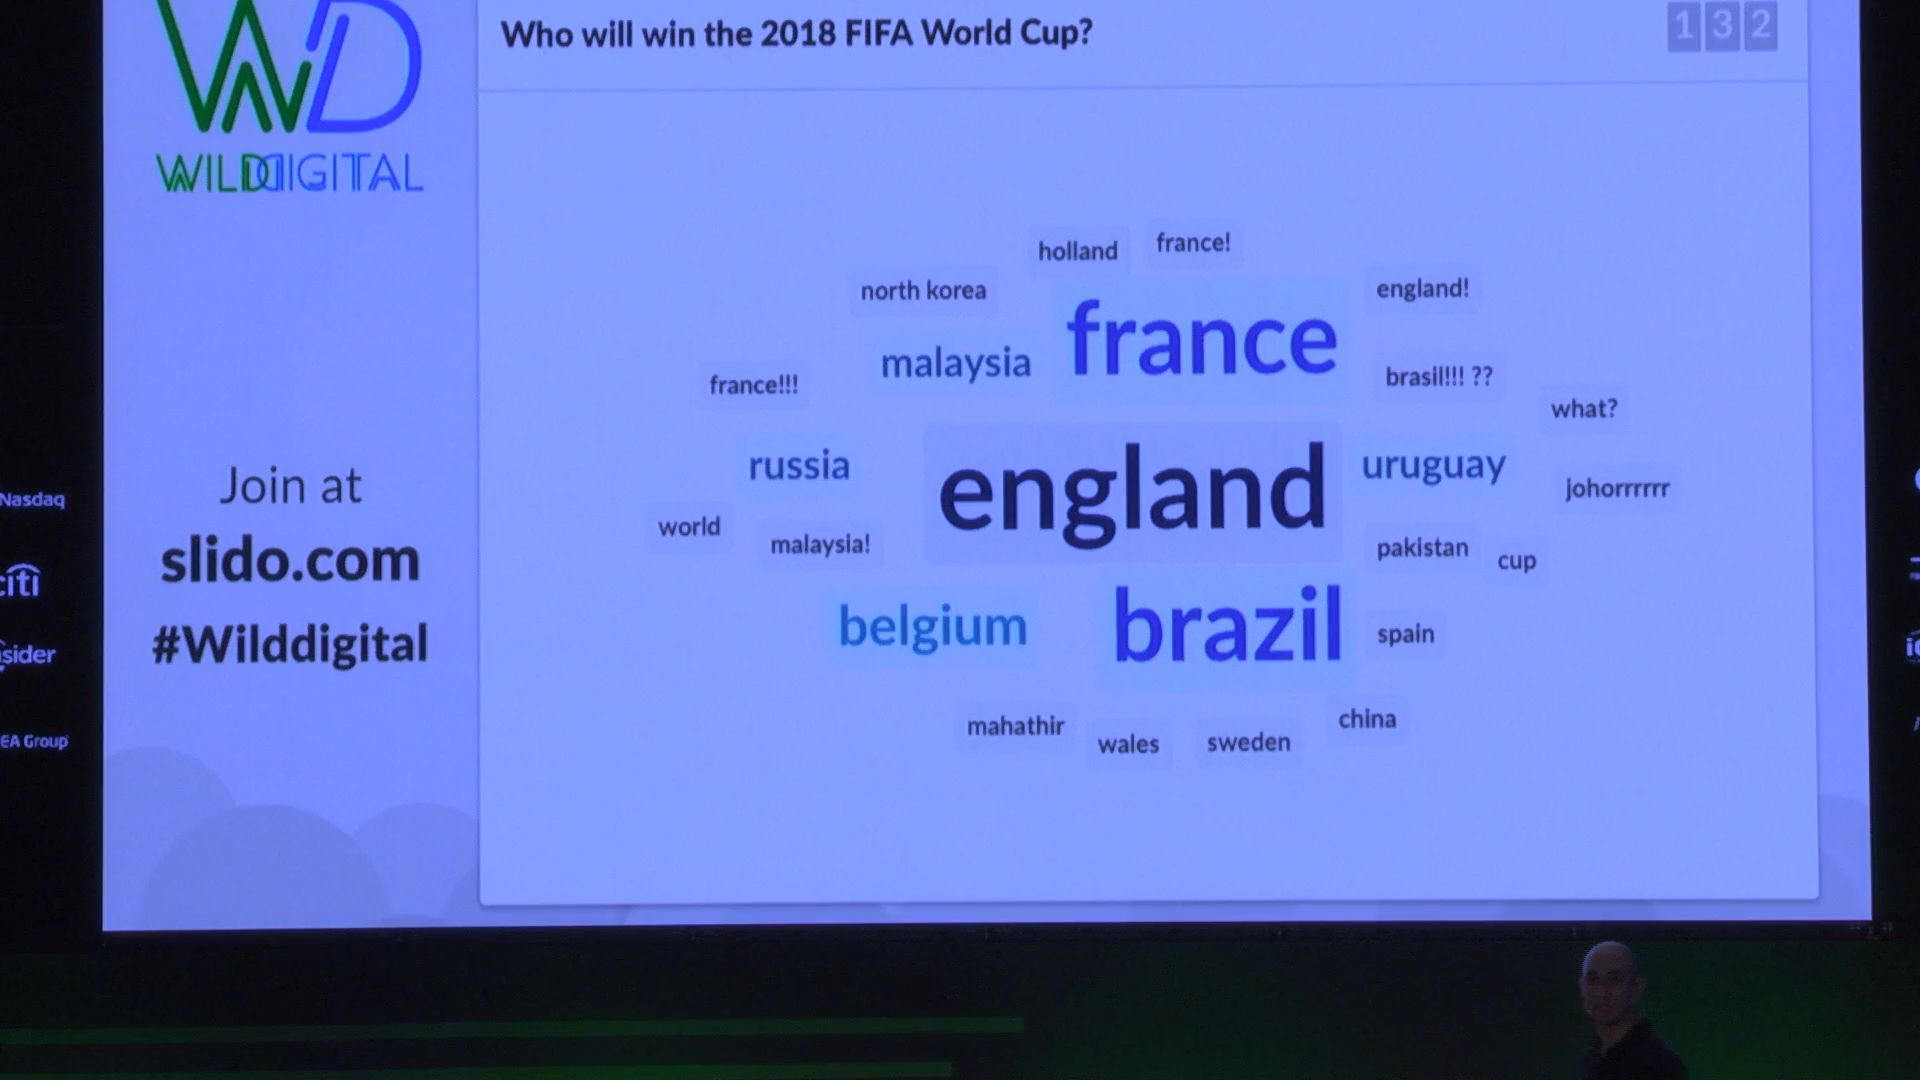 Who will win the 2018 FIFA World Cup?
132
WILDDIGITAL
Join at
slido.com
#Wilddigital
holland
france!
north korea
england!
france
malaysia
france!!!
brasil!!! ??
what?
russia
england
uruguay
johorrrrrr
world
malaysia!
pakistan
cup
belgium
brazil
spain
mahathir
wales
sweden
china
Nasdaq
citi
sider
EA Group